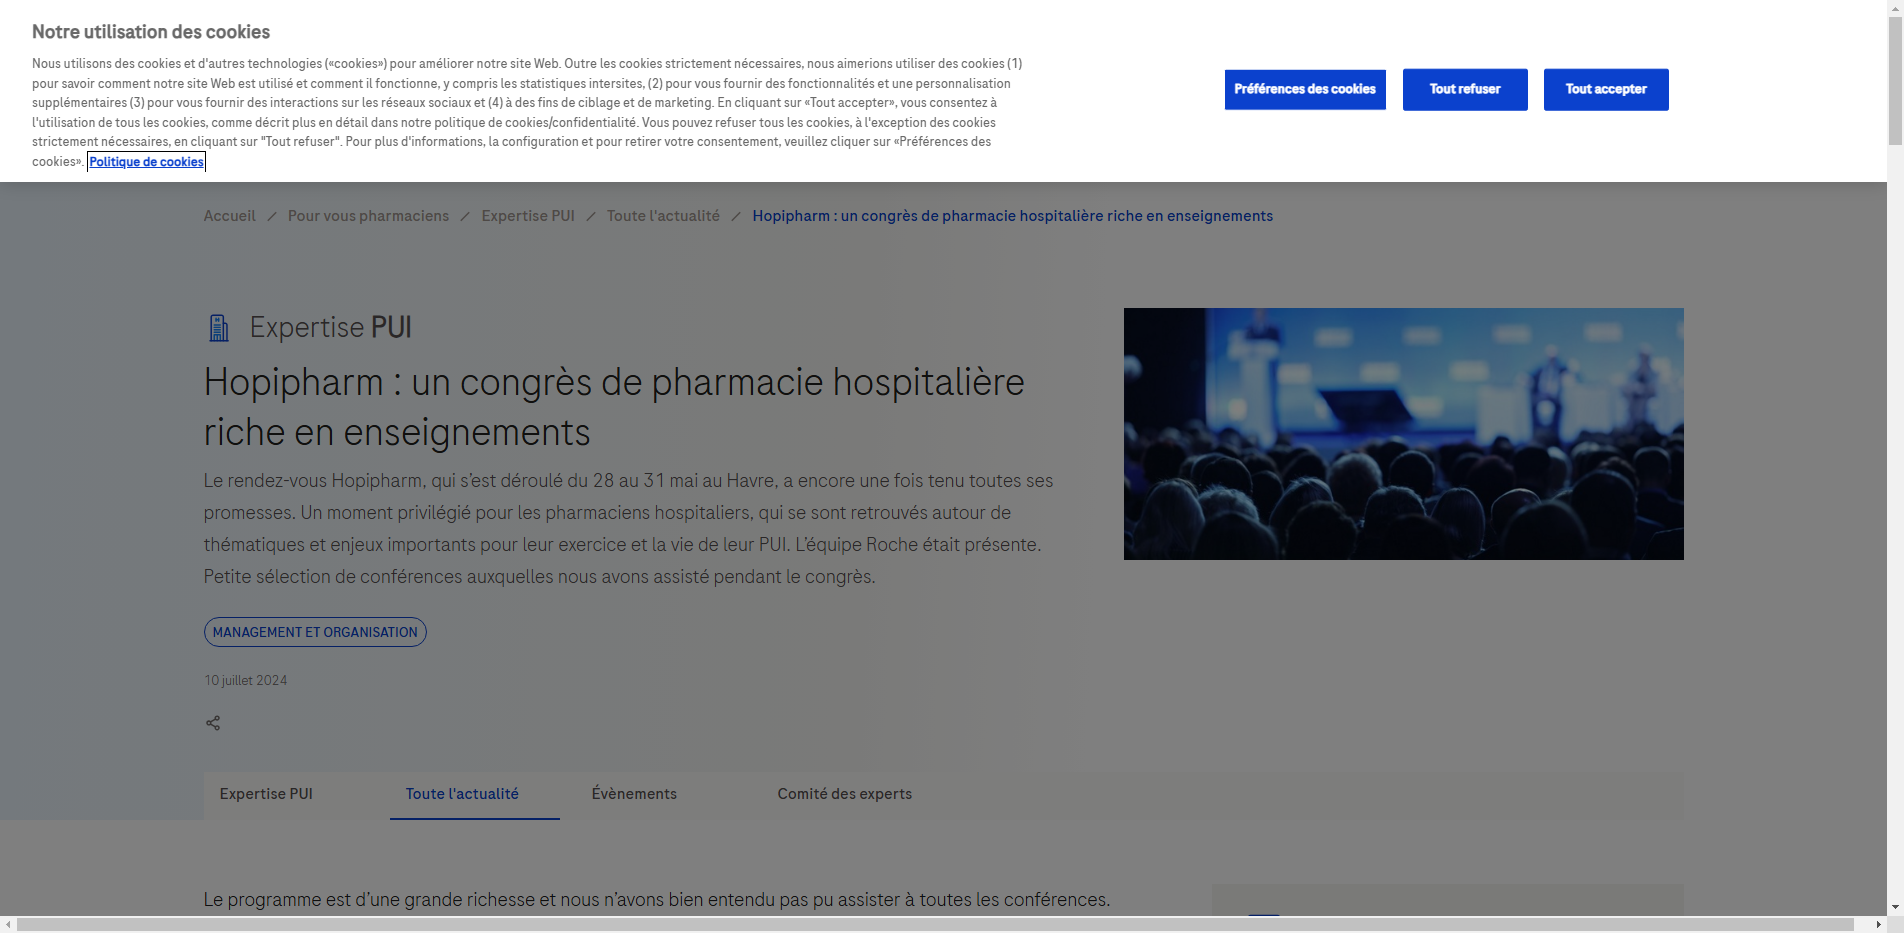 Notre utilisation des cookies
Nous utilisons des cookies et d'autres technologies («cookies») pour améliorer notre site Web. Outre les cookies strictement nécessaires, nous aimerions utiliser des cookies (1)
pour savoir comment notre site Web est utilisé et comment il fonctionne, y compris les statistiques intersites, (2) pour vous fournir des fonctionnalités et une personnalisation
supplémentaires (3) pour vous fournir des interactions sur les réseaux sociaux et (4) à des fins de ciblage et de marketing. En cliquant sur «Tout accepter», vous consentez à
l'utilisation de tous les cookies, comme décrit plus en détail dans notre politique de cookies/confidentialité. Vous pouvez refuser tous les cookies, à l'exception des cookies
strictement nécessaires, en cliquant sur "Tout refuser". Pour plus d'informations, la configuration et pour retirer votre consentement, veuillez cliquer sur «Préférences des
cookies». Politique de cookies
Préférences des cookies
Tout refuser
Tout accepter
Accueil / Pour vous pharmaciens / Expertise PUI / Toute l'actualité / Hopipharm : un congrès de pharmacie hospitalière riche en enseignements
Expertise PUI
Hopipharm : un congrès de pharmacie hospitalière
riche en enseignements
Le rendez-vous Hopipharm, qui s’est déroulé du 28 au 31 mai au Havre, a encore une fois tenu toutes ses
promesses. Un moment privilégié pour les pharmaciens hospitaliers, qui se sont retrouvés autour de
thématiques et enjeux importants pour leur exercice et la vie de leur PUI. L’équipe Roche était présente.
Petite sélection de conférences auxquelles nous avons assisté pendant le congrès.
MANAGEMENT ET ORGANISATION
10 juillet 2024
Expertise PUI
Toute l'actualité
Évènements
Comité des experts
Le programme est d’une grande richesse et nous n’avons bien entendu pas pu assister à toutes les conférences.